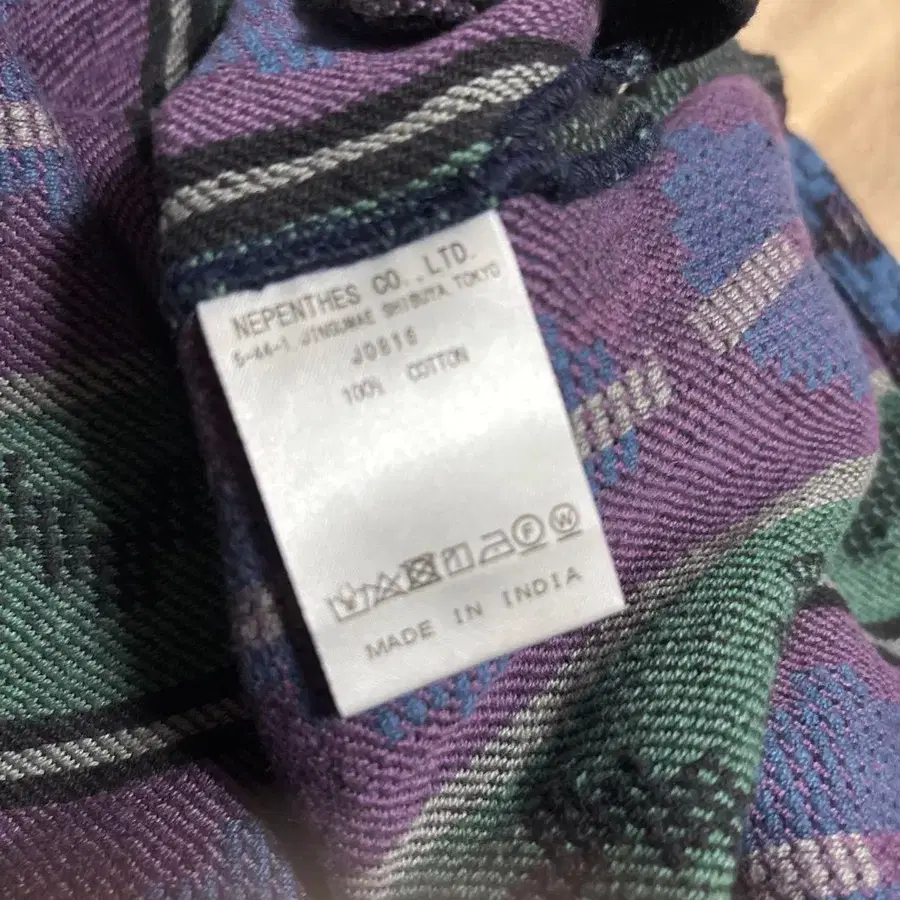 NEPENTHES CO.,LTD.
5-44-1,JINGUMAE SHIBUYA,TOKYO
J0816
100% COTTON
F W
MADE IN INDIA